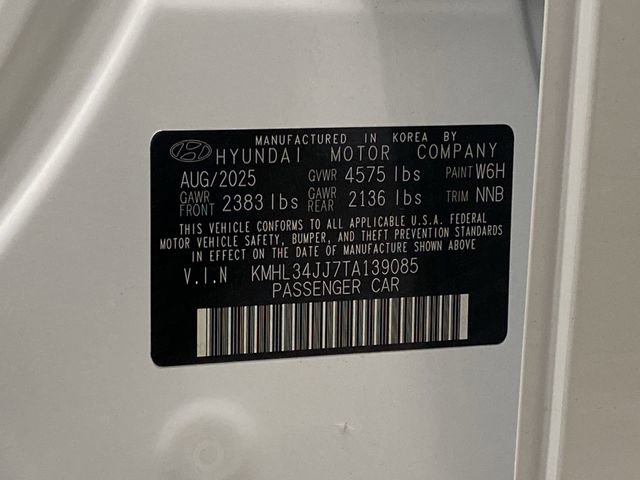 MANUFACTURED IN KOREA BY
HYUNDAI MOTOR COMPANY
AUG/2025 GVWR 4575 lbs PAINT W6H
GAWR FRONT 2383 lbs GAWR REAR 2136 lbs TRIM NNB
THIS VEHICLE CONFORMS TO ALL APPLICABLE U.S.A. FEDERAL
MOTOR VEHICLE SAFETY, BUMPER, AND THEFT PREVENTION STANDARDS
IN EFFECT ON THE DATE OF MANUFACTURE SHOWN ABOVE
V.I.N KMHL34JJ7TA139085
PASSENGER CAR